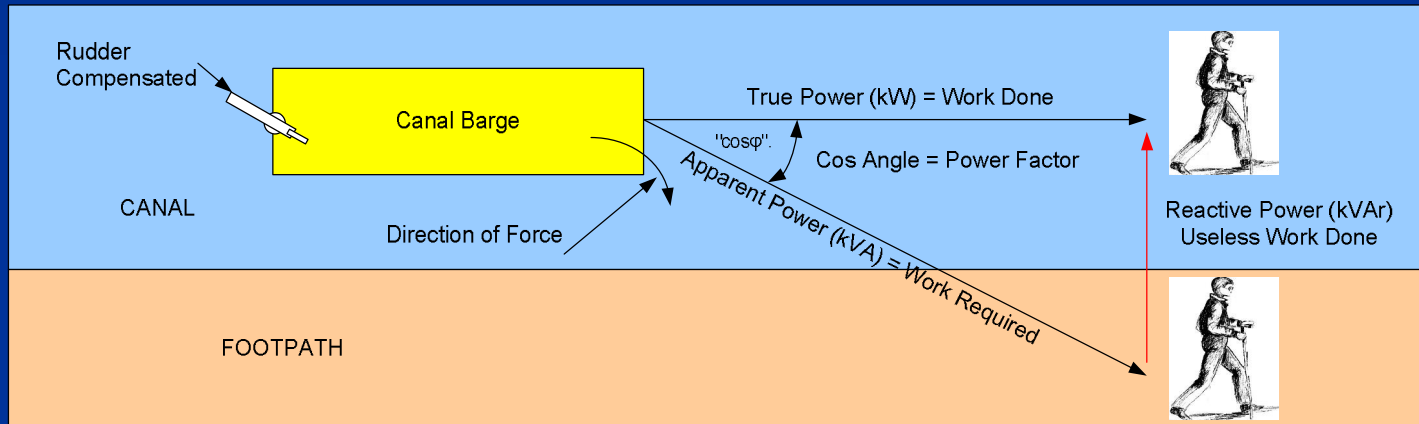 Rudder
Compensated
Canal Barge
True Power (kW) = Work Done
"cosφ".
Cos Angle = Power Factor
Apparent Power (kVA) = Work Required
CANAL
Direction of Force
Reactive Power (kVAr)
Useless Work Done
FOOTPATH